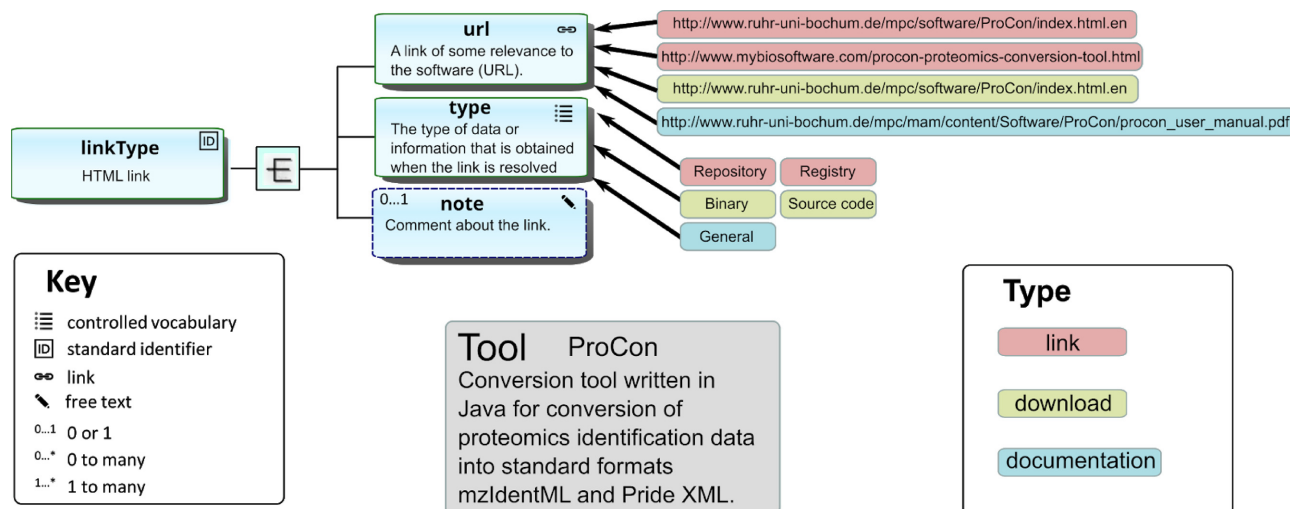 url
A link of some relevance to
the software (URL).
http://www.ruhr-uni-bochum.de/mpc/software/ProCon/index.html.en
http://www.mybiosoftware.com/procon-proteomics-conversion-tool.html
http://www.ruhr-uni-bochum.de/mpc/software/ProCon/index.html.en
http://www.ruhr-uni-bochum.de/mpc/mam/content/Software/ProCon/procon_user_manual.pdf
linkType
ID
HTML link
type
The type of data or
information that is obtained
when the link is resolved
Repository
Registry
Binary
Source code
General
0...1
note
Comment about the link.
Key
controlled vocabulary
ID standard identifier
link
free text
0...1 0 or 1
0...* 0 to many
1...* 1 to many
Tool ProCon
Conversion tool written in
Java for conversion of
proteomics identification data
into standard formats
mzIdentML and Pride XML.
Type
link
download
documentation